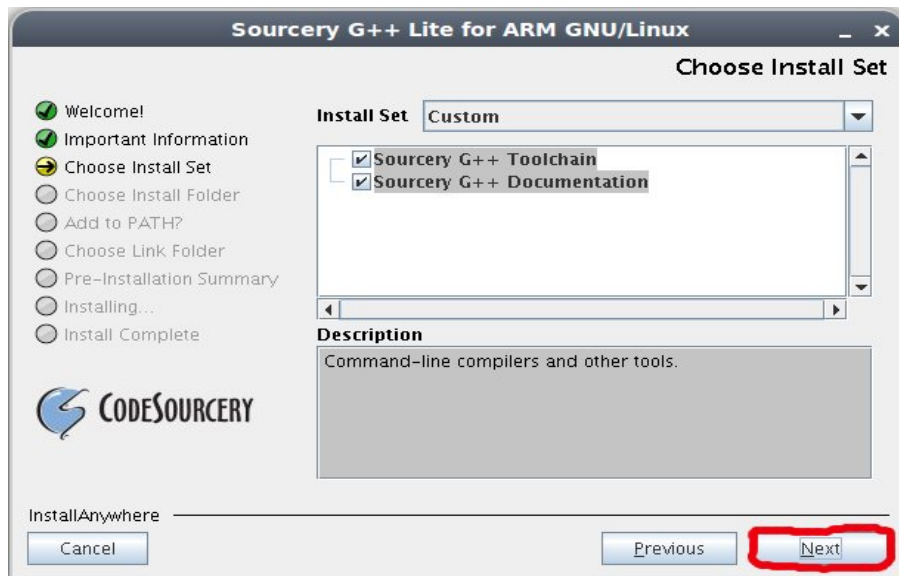 Sourcery G++ Lite for ARM GNU/Linux
Choose Install Set
Welcome!
Important Information
Choose Install Set
Choose Install Folder
Add to PATH?
Choose Link Folder
Pre-Installation Summary
Installing...
Install Complete
CODESOURCERY
Install Set Custom
Sourcery G++ Toolchain
Sourcery G++ Documentation
Description
Command-line compilers and other tools.
InstallAnywhere
Cancel
Previous
Next